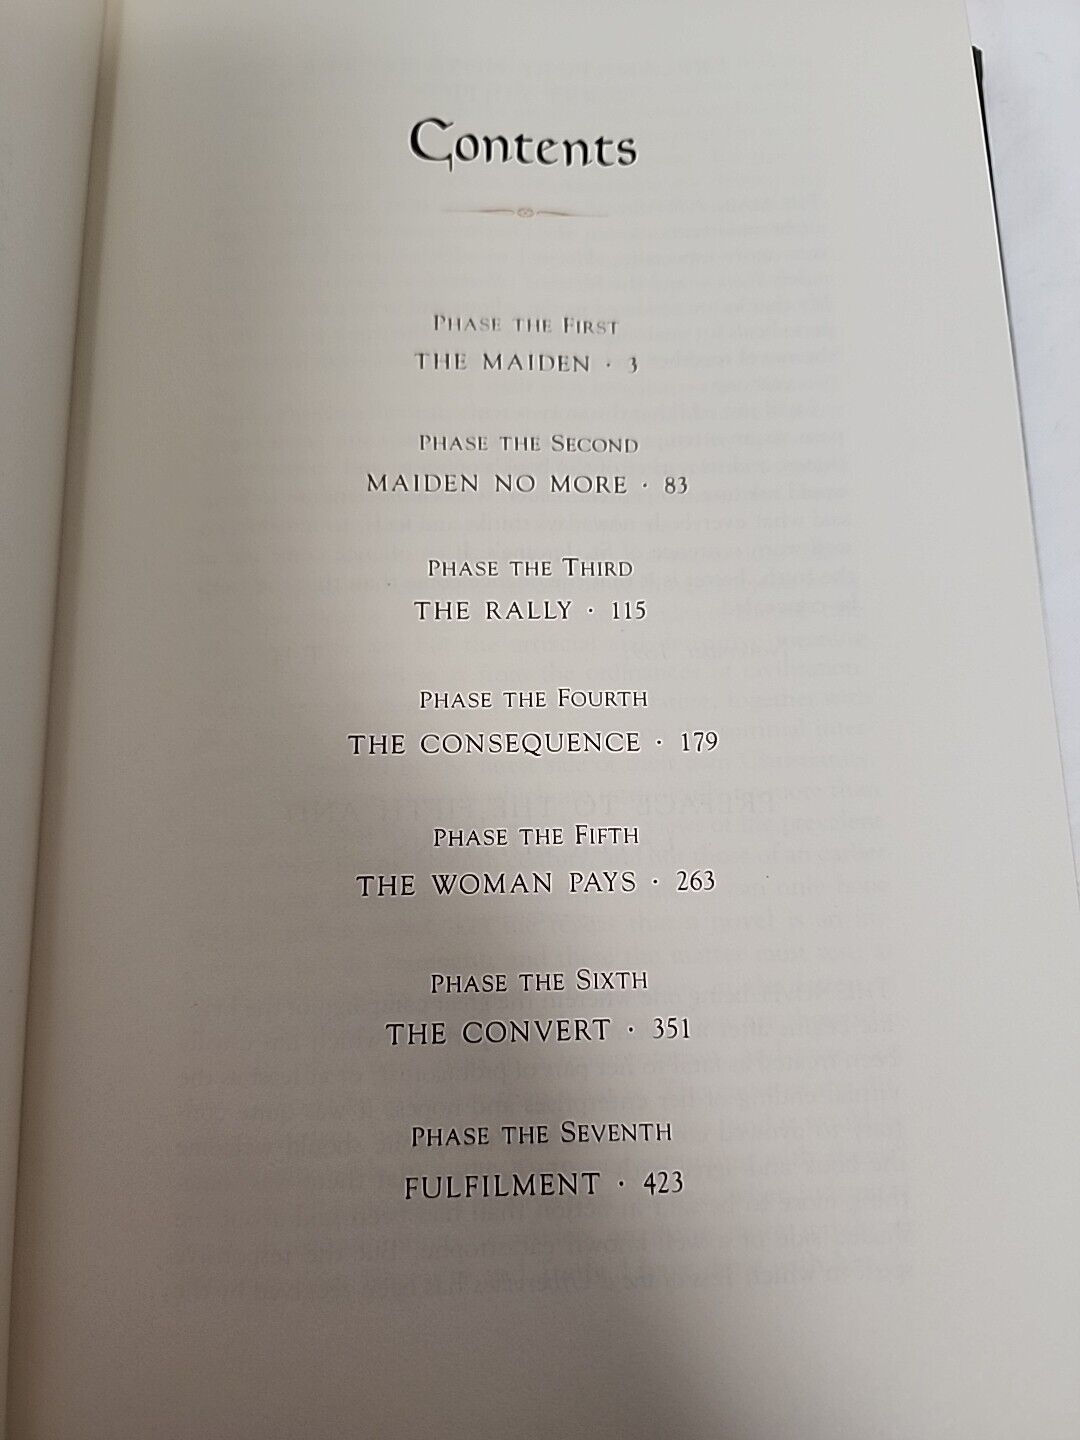 Contents
Phase the First
THE MAIDEN · 3
Phase the Second
MAIDEN NO MORE · 83
Phase the Third
THE RALLY · 115
Phase the Fourth
THE CONSEQUENCE · 179
Phase the Fifth
THE WOMAN PAYS · 263
Phase the Sixth
THE CONVERT · 351
Phase the Seventh
FULFILMENT · 423